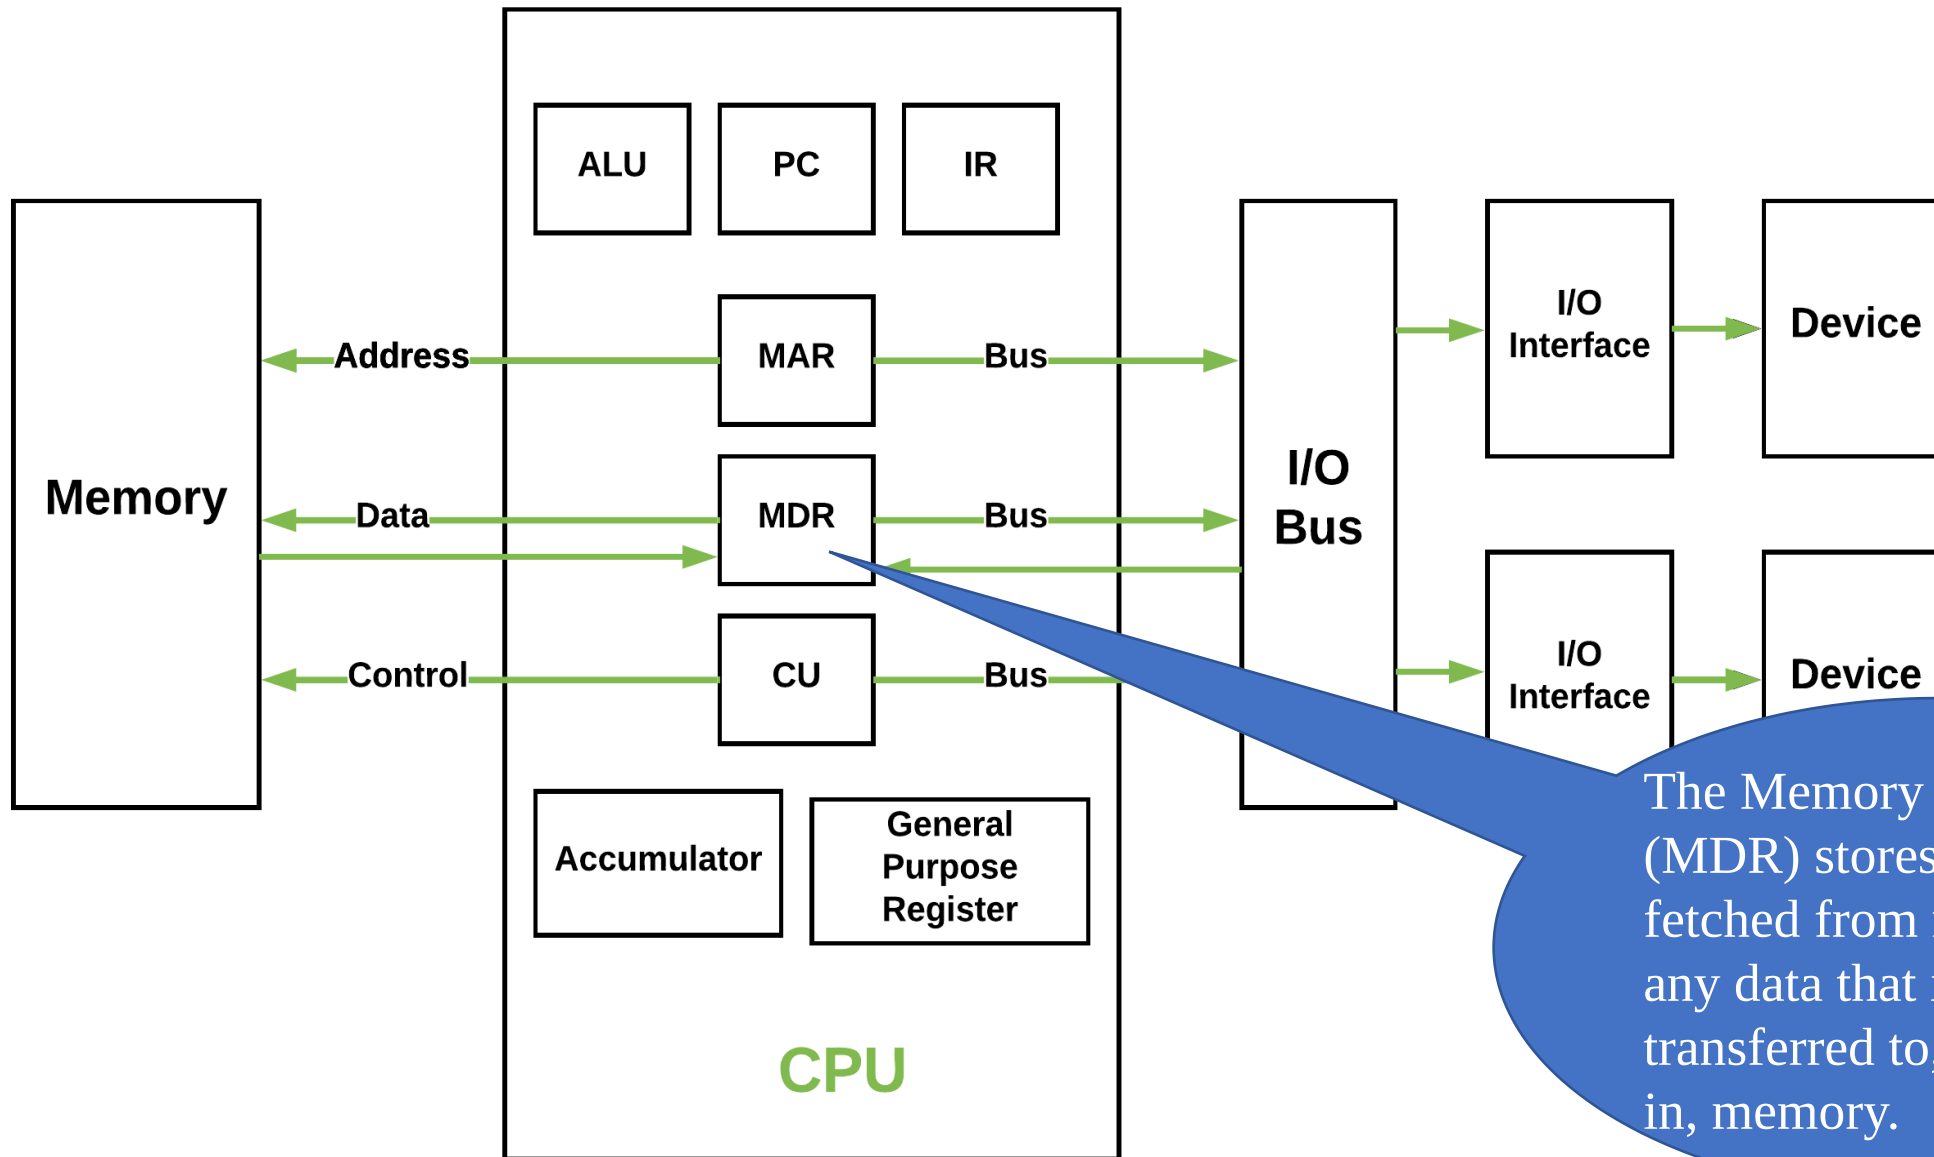 ALU
PC
IR
Memory
Address
MAR
Bus
Data
MDR
Bus
Control
CU
Bus
I/O
Bus
I/O
Interface
Device
I/O
Interface
Device
Accumulator
General
Purpose
Register
CPU
The Memory
(MDR) stores
fetched from
any data that
transferred to,
in, memory.